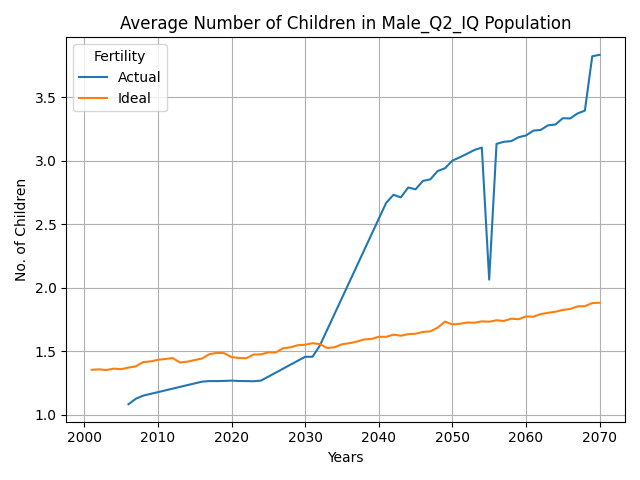 Average Number of Children in Male_Q2_IQ Population
Fertility
Actual
Ideal
No. of Children
3.5
3.0
2.5
2.0
1.5
1.0
2000 2010 2020 2030 2040 2050 2060 2070
Years